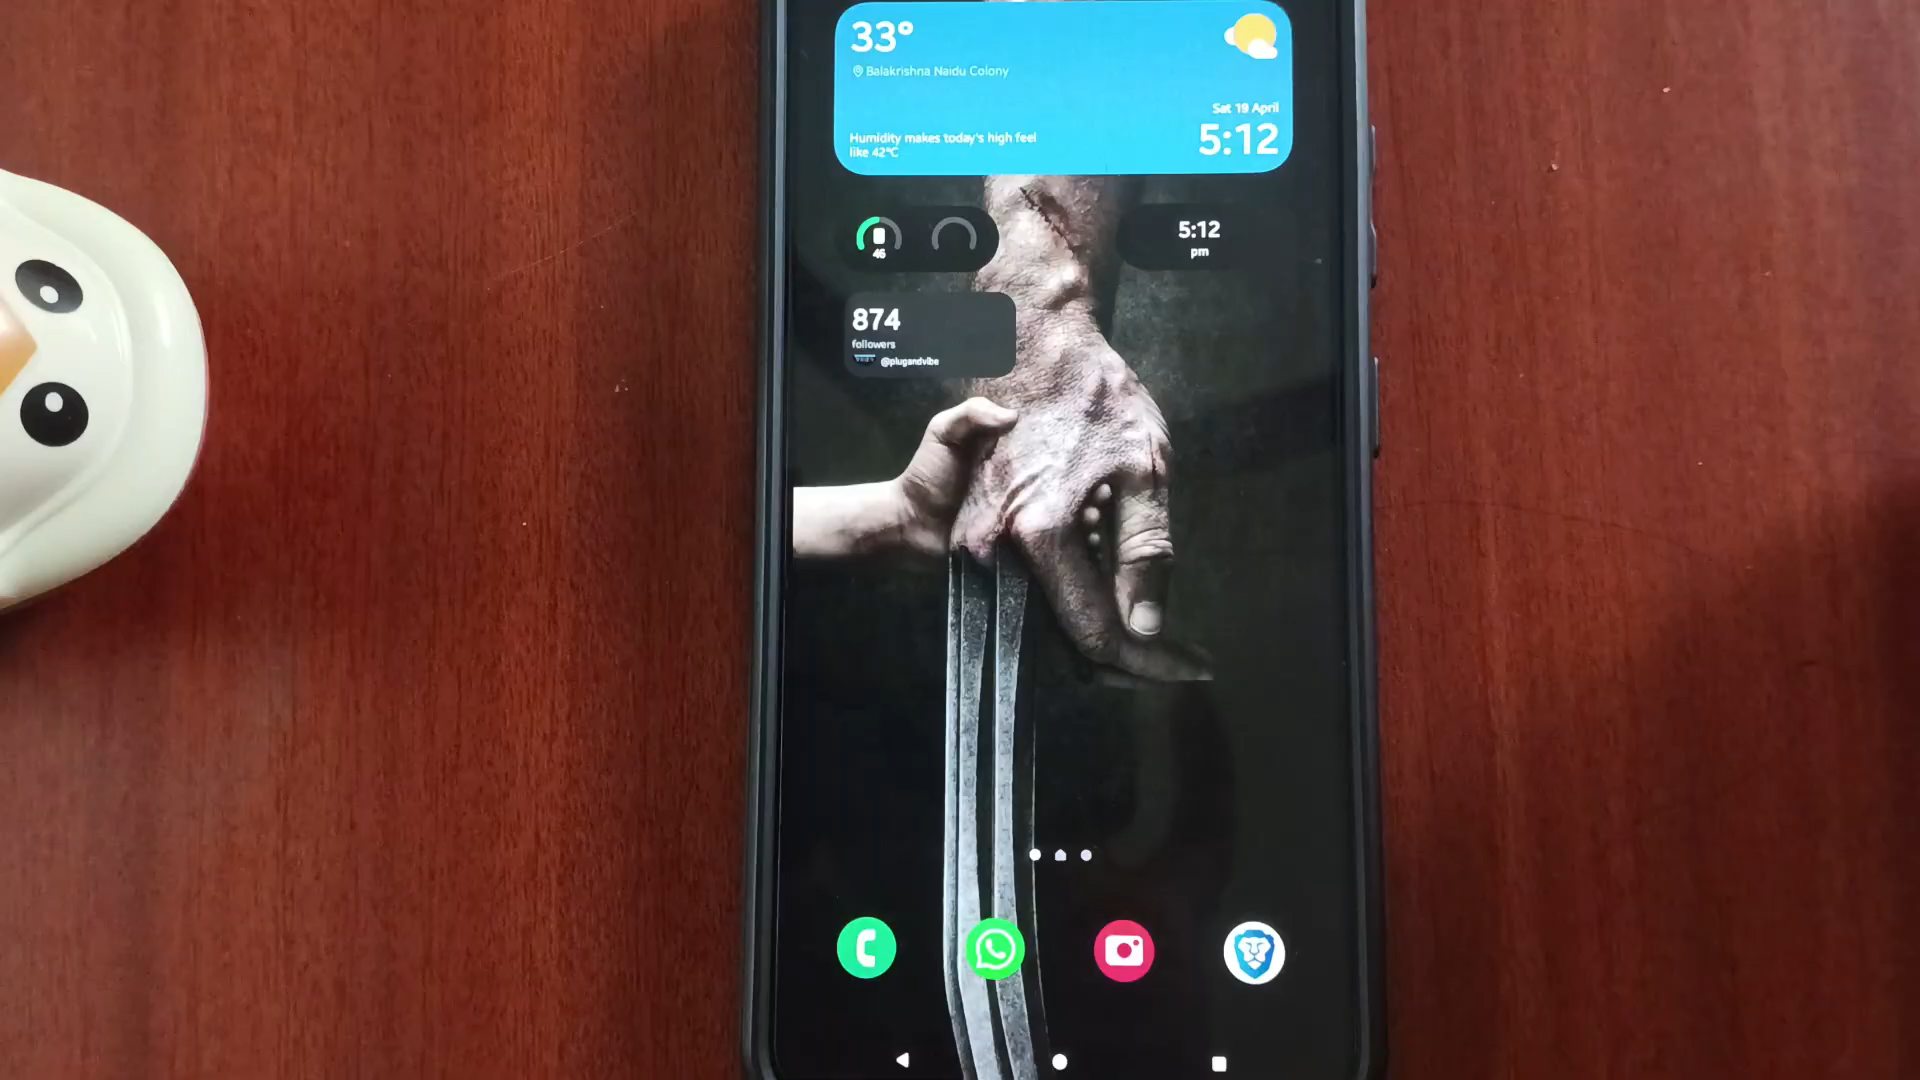 33°
Balakrishna Naidu Colony
Sat 19 April
5:12
Humidity makes today's high feel
like 42°C
46
5:12
pm
874
followers
@plugandvibe